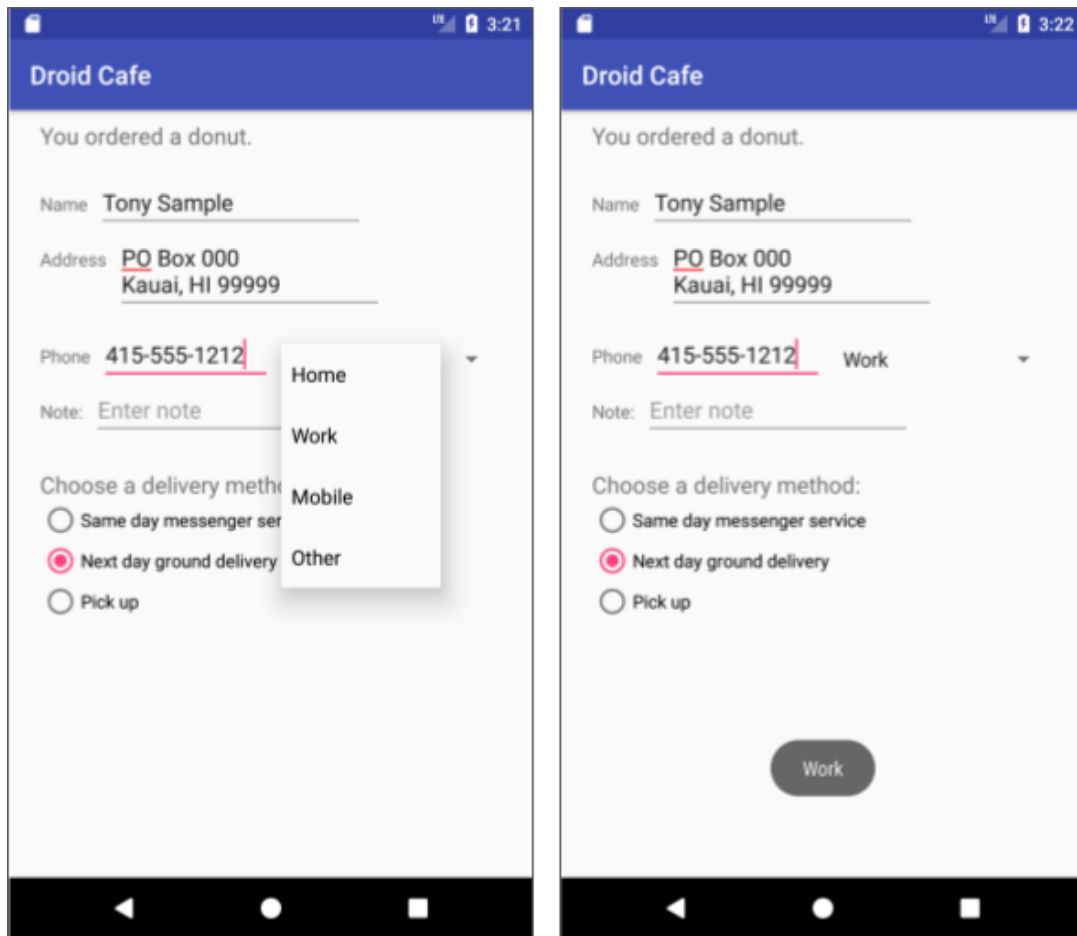 3:21
Droid Cafe
You ordered a donut.
Name Tony Sample
Address PO Box 000
Kauai, HI 99999
Phone 415-555-1212
Home
Note: Enter note
Work
Choose a delivery meth
Mobile
Same day messenger ser
Next day ground delivery
Other
Pick up
LTE 3:22
Droid Cafe
You ordered a donut.
Name Tony Sample
Address PO Box 000
Kauai, HI 99999
Phone 415-555-1212 Work
Note: Enter note
Choose a delivery method:
Same day messenger service
Next day ground delivery
Pick up
Work